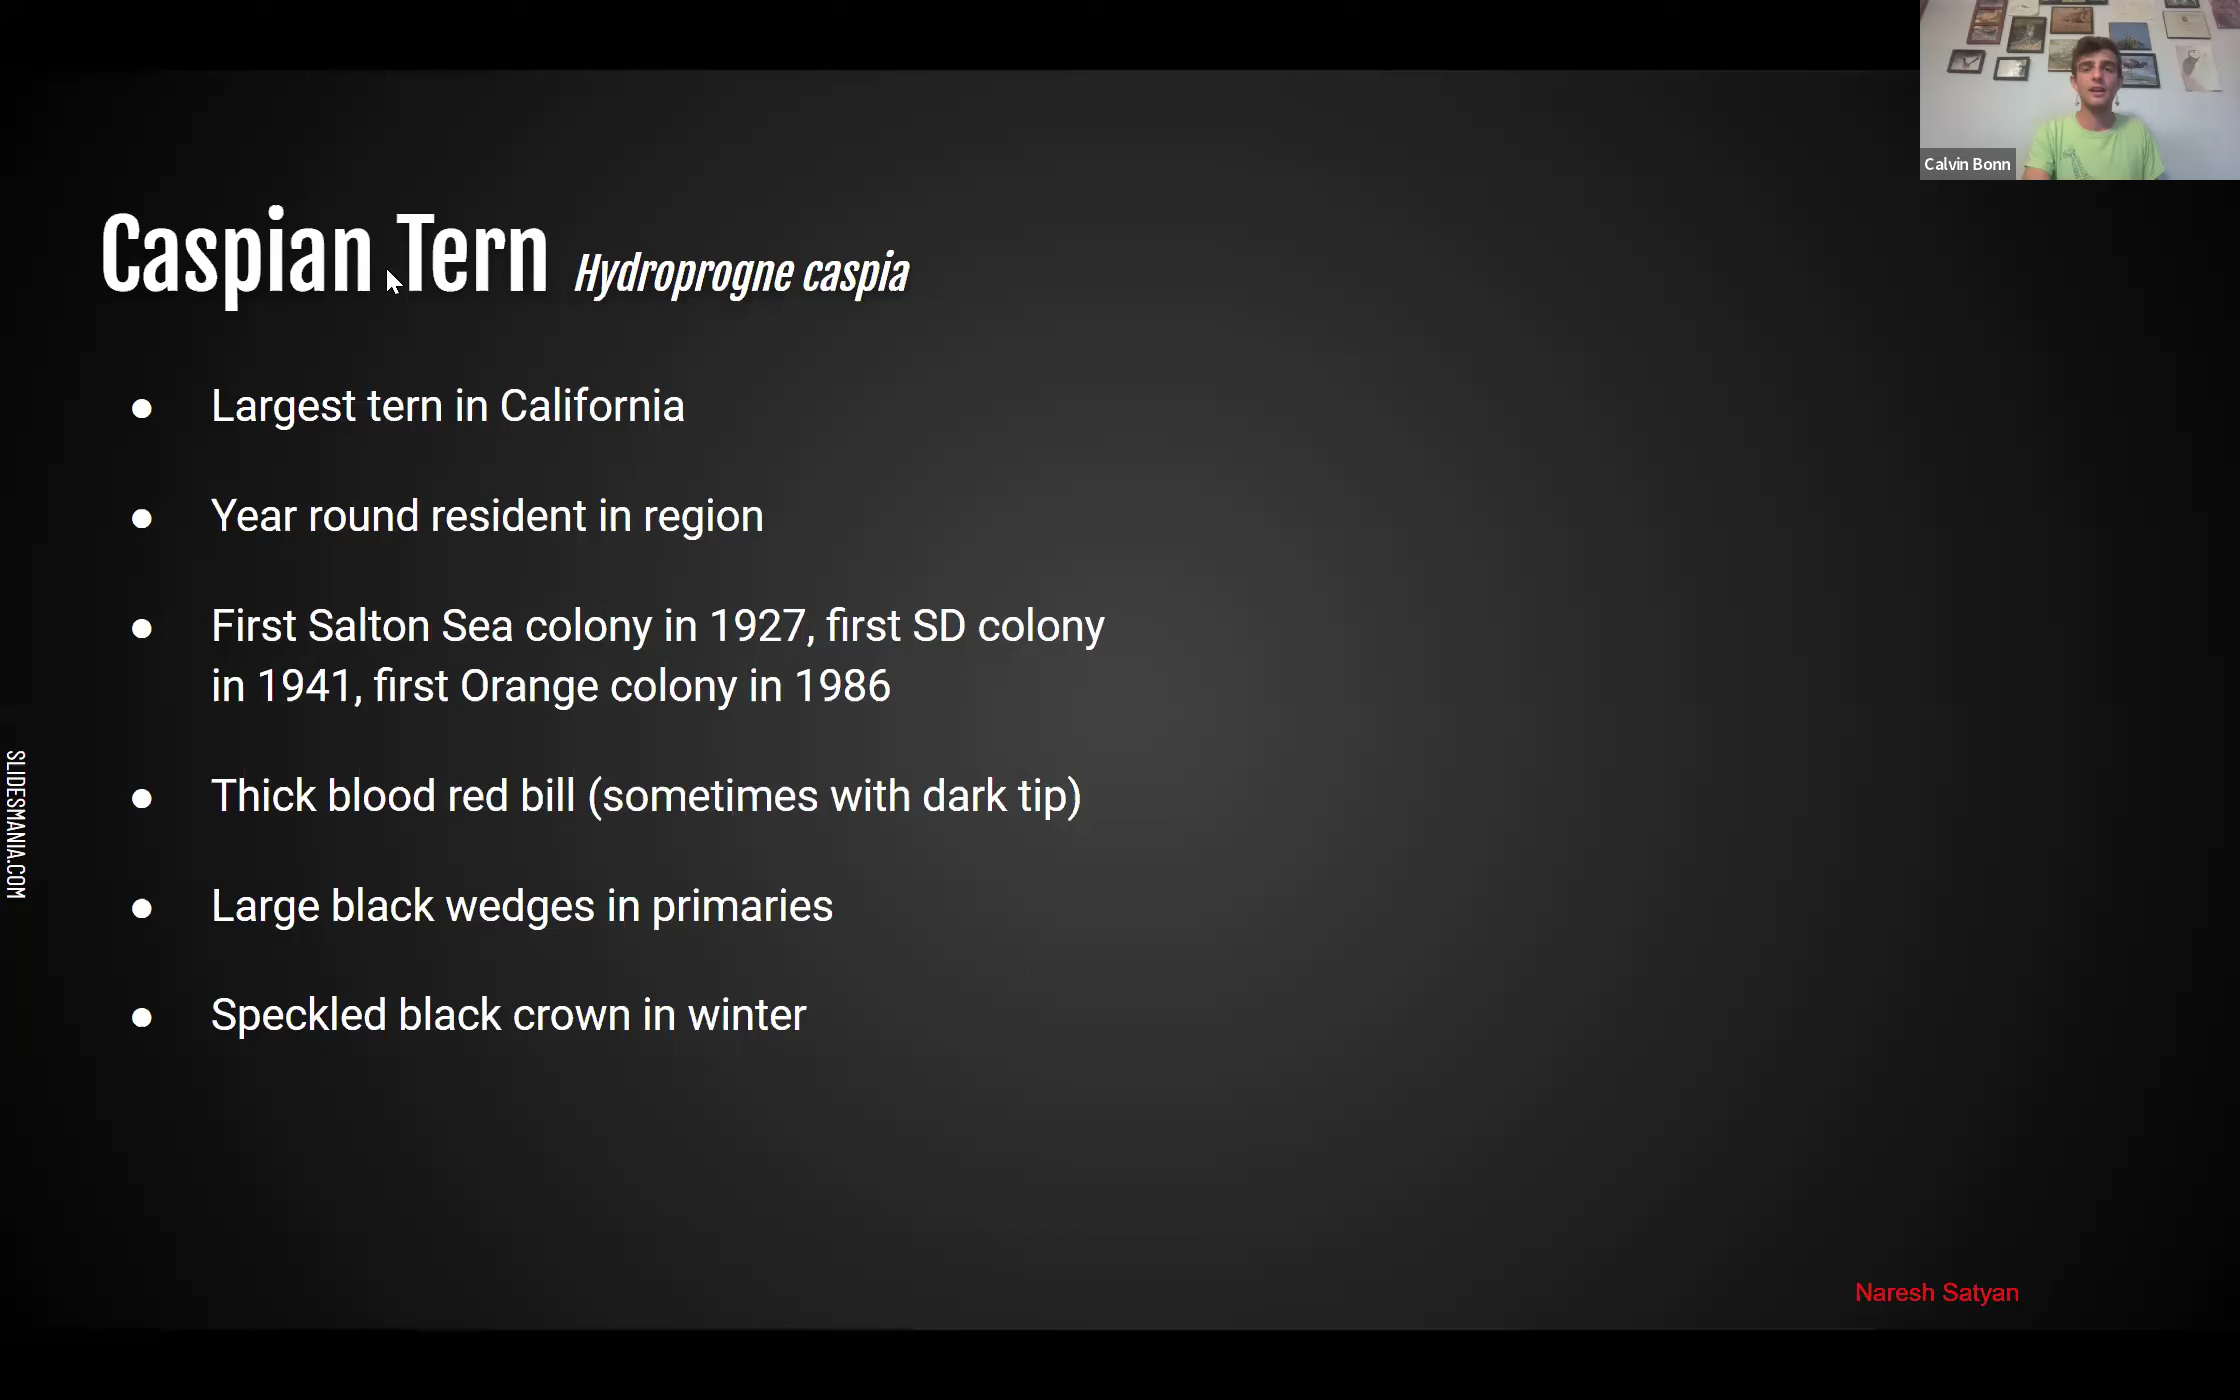 Calvin Bonn
Caspian Tern Hydroprogne caspia
● Largest tern in California
● Year round resident in region
● First Salton Sea colony in 1927, first SD colony
in 1941, first Orange colony in 1986
● Thick blood red bill (sometimes with dark tip)
● Large black wedges in primaries
● Speckled black crown in winter
SLIDESMANIA.COM
Naresh Satyan